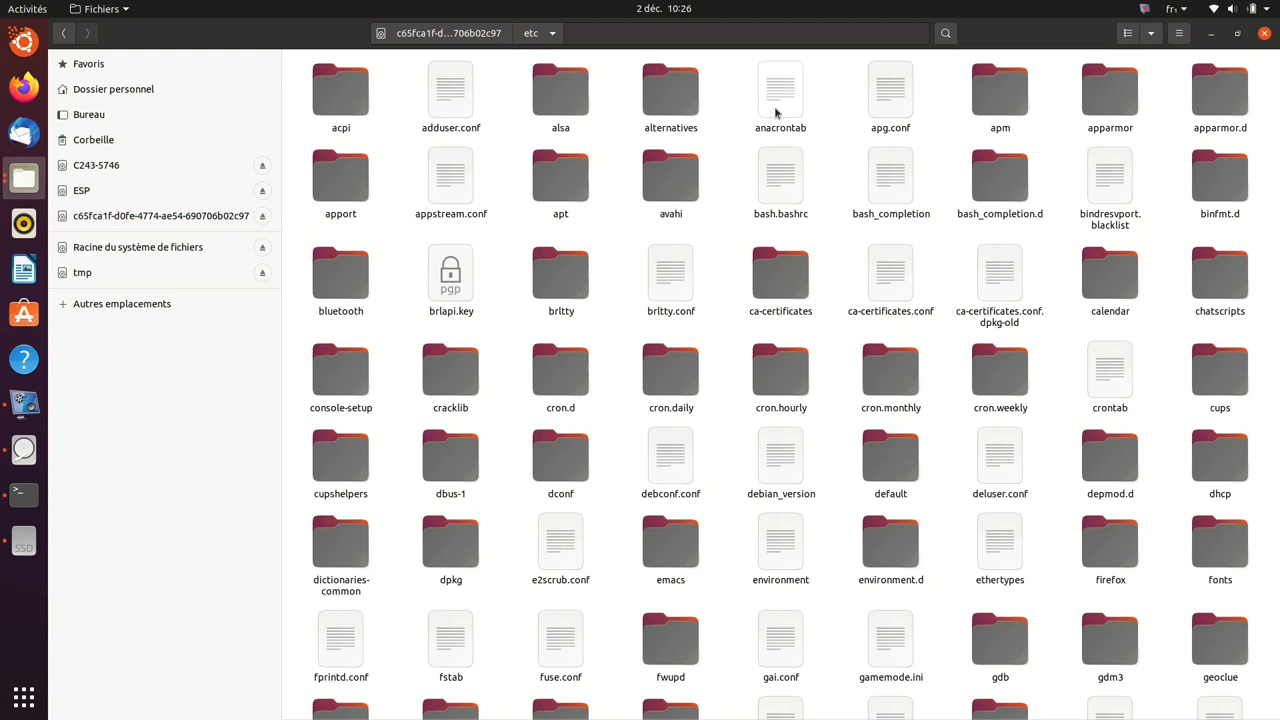 Activités
Fichiers
2 déc. 10:26
fr₁
c65fca1f-d...706b02c97
etc
Favoris
Dossier personnel
Bureau
Corbeille
C243-5746
ESP
c65fca1f-d0fe-4774-ae54-690706b02c97
Racine du système de fichiers
tmp
Autres emplacements
acpi
adduser.conf
alsa
alternatives
anacrontab
apg.conf
apm
apparmor
apparmor.d
apport
appstream.conf
apt
avahi
bash.bashrc
bash_completion
bash_completion.d
bindresvport.
blacklist
binfmt.d
bluetooth
pgp
brlapi.key
brltty
brltty.conf
ca-certificates
ca-certificates.conf
ca-certificates.conf.
dpkg-old
calendar
chatscripts
console-setup
cracklib
cron.d
cron.daily
cron.hourly
cron.monthly
cron.weekly
crontab
cups
cupshelpers
dbus-1
dconf
debconf.conf
debian_version
default
deluser.conf
depmod.d
dhcp
dictionaries-
common
dpkg
e2scrub.conf
emacs
environment
environment.d
ethertypes
firefox
fonts
fprintd.conf
fstab
fuse.conf
fwupd
gai.conf
gamemode.ini
gdb
gdm3
geoclue
SSD